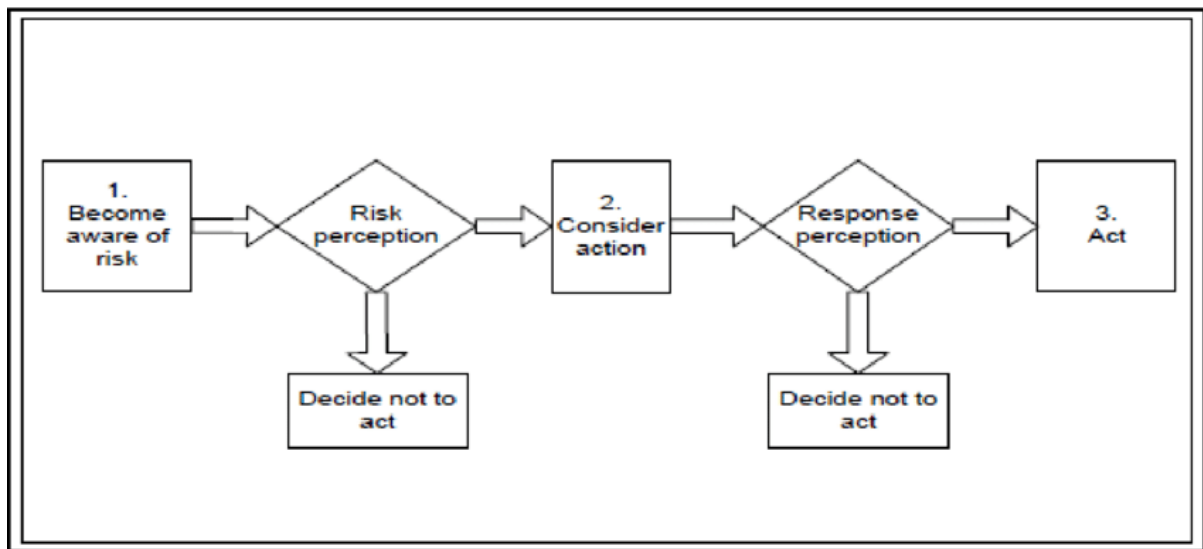 1.
Become
aware of
risk
Risk
perception
2.
Consider
action
Response
perception
3.
Act
Decide not to
act
Decide not to
act